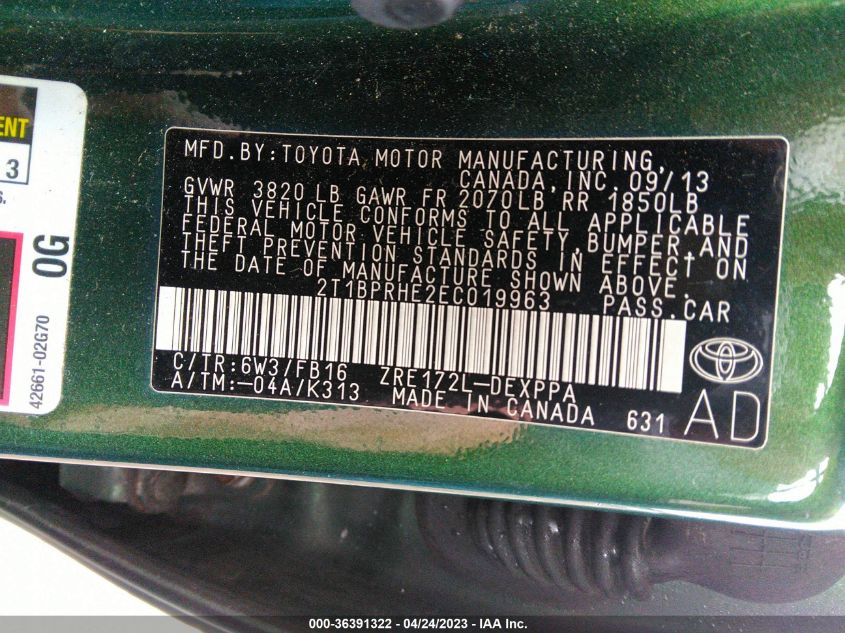 MFD.BY:TOYOTA MOTOR MANUFACTURING,
CANADA,INC. 09/13
GVWR 3820 LB GAWR FR 2070LB RR 1850LB
THIS VEHICLE CONFORMS TO ALL APPLICABLE
FEDERAL MOTOR VEHICLE SAFETY,BUMPER,AND
THEFT PREVENTION STANDARDS IN EFFECT ON
THE DATE OF MANUFACTURE SHOWN ABOVE.
2T1BPRHE2EC019963 PASS.CAR
C/TR:6W3/FB16 ZRE172L-DEXPPA
A/TM:-04A/K313 MADE IN CANADA 631
AD
ENT
3
S.
OG
42661-02G70
000-36391322 / 04/24/2023 - IAA Inc.